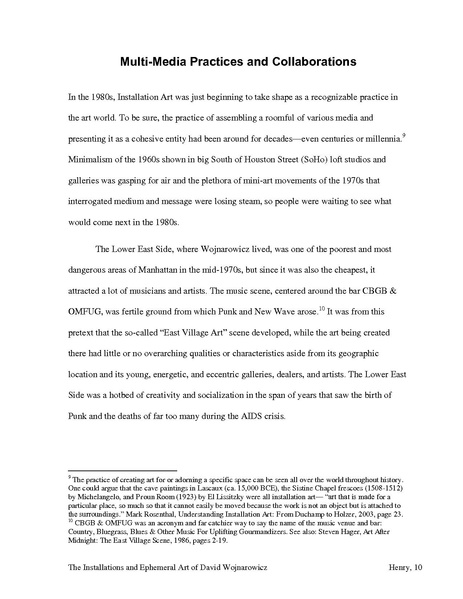 Multi-Media Practices and Collaborations
In the 1980s, Installation Art was just beginning to take shape as a recognizable practice in
the art world. To be sure, the practice of assembling a roomful of various media and
presenting it as a cohesive entity had been around for decades—even centuries or millennia.9
Minimalism of the 1960s shown in big South of Houston Street (SoHo) loft studios and
galleries was gasping for air and the plethora of mini-art movements of the 1970s that
interrogated medium and message were losing steam, so people were waiting to see what
would come next in the 1980s.
The Lower East Side, where Wojnarowicz lived, was one of the poorest and most
dangerous areas of Manhattan in the mid-1970s, but since it was also the cheapest, it
attracted a lot of musicians and artists. The music scene, centered around the bar CBGB &
OMFUG, was fertile ground from which Punk and New Wave arose.10 It was from this
pretext that the so-called “East Village Art” scene developed, while the art being created
there had little or no overarching qualities or characteristics aside from its geographic
location and its young, energetic, and eccentric galleries, dealers, and artists. The Lower East
Side was a hotbed of creativity and socialization in the span of years that saw the birth of
Punk and the deaths of far too many during the AIDS crisis.
9 The practice of creating art for or adorning a specific space can be seen all over the world throughout history.
One could argue that the cave paintings in Lascaux (ca. 15,000 BCE), the Sistine Chapel frescoes (1508-1512)
by Michelangelo, and Proun Room (1923) by El Lissitzky were all installation art— “art that is made for a
particular place, so much so that it cannot easily be moved because the work is not an object but is attached to
the surroundings.” Mark Rosenthal, Understanding Installation Art: From Duchamp to Holzer, 2003, page 23.
10 CBGB & OMFUG was an acronym and far catchier way to say the name of the music venue and bar:
Country, Bluegrass, Blues & Other Music For Uplifting Gourmandizers. See also: Steven Hager, Art After
Midnight: The East Village Scene, 1986, pages 2-19.
The Installations and Ephemeral Art of David Wojnarowicz
Henry, 10